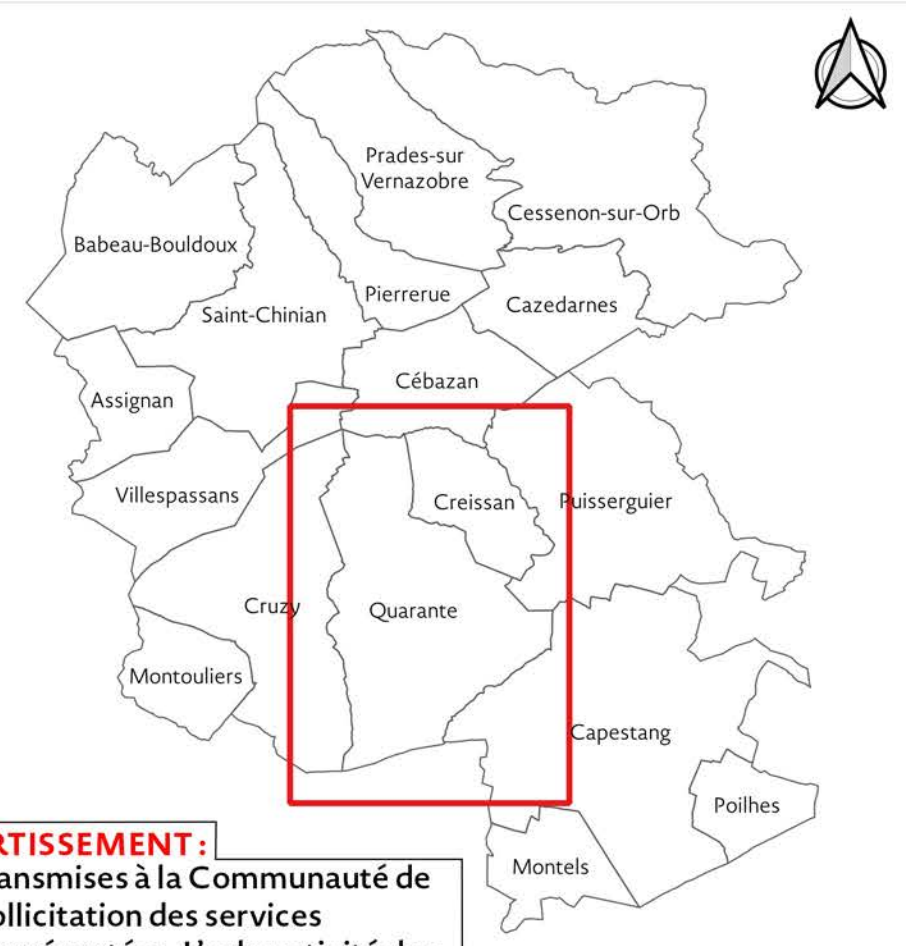 Prades-sur
Vernazobre
Cessenon-sur-Orb
Babeau-Bouldoux
Pierrerue
Cazedarnes
Saint-Chinian
Cébazan
Assignan
Villespassans
Creissan
Puisserguier
Cruzy
Quarante
Montouliers
Capestang
Poilhes
Montels
RTISSEMENT :
ansmises à la Communauté de
ollicitation des services